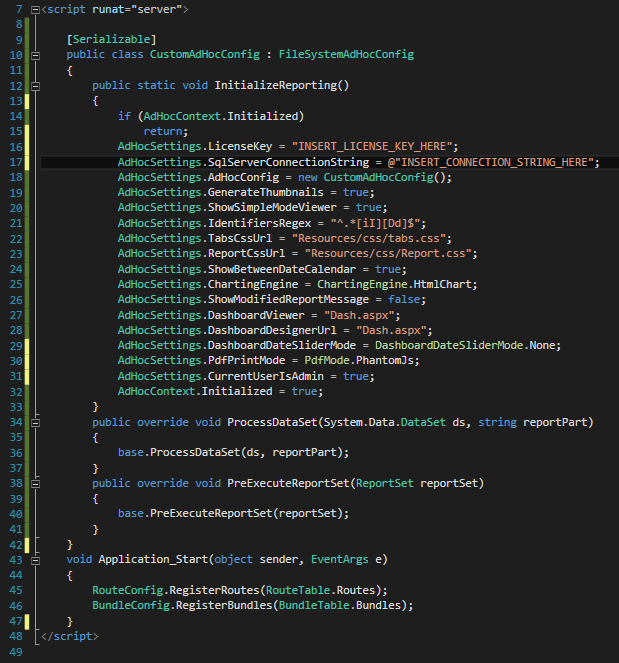 7 <script runat="server">
8
9     [Serializable]
10     public class CustomAdHocConfig : FileSystemAdHocConfig
11     {
12         public static void InitializeReporting()
13         {
14             if (AdHocContext.Initialized)
15                 return;
16             AdHocSettings.LicenseKey = "INSERT_LICENSE_KEY_HERE";
17             AdHocSettings.SqlServerConnectionString = @"INSERT_CONNECTION_STRING_HERE";
18             AdHocSettings.AdHocConfig = new CustomAdHocConfig();
19             AdHocSettings.GenerateThumbnails = true;
20             AdHocSettings.ShowSimpleModeViewer = true;
21             AdHocSettings.IdentifiersRegex = "^.*[iI][Dd]$";
22             AdHocSettings.TabsCssUrl = "Resources/css/tabs.css";
23             AdHocSettings.ReportCssUrl = "Resources/css/Report.css";
24             AdHocSettings.ShowBetweenDateCalendar = true;
25             AdHocSettings.ChartingEngine = ChartingEngine.HtmlChart;
26             AdHocSettings.ShowModifiedReportMessage = false;
27             AdHocSettings.DashboardViewer = "Dash.aspx";
28             AdHocSettings.DashboardDesignerUrl = "Dash.aspx";
29             AdHocSettings.DashboardDateSliderMode = DashboardDateSliderMode.None;
30             AdHocSettings.PdfPrintMode = PdfMode.PhantomJs;
31             AdHocSettings.CurrentUserIsAdmin = true;
32             AdHocContext.Initialized = true;
33         }
34         public override void ProcessDataSet(System.Data.DataSet ds, string reportPart)
35         {
36             base.ProcessDataSet(ds, reportPart);
37         }
38         public override void PreExecuteReportSet(ReportSet reportSet)
39         {
40             base.PreExecuteReportSet(reportSet);
41         }
42     }
43     void Application_Start(object sender, EventArgs e)
44     {
45         RouteConfig.RegisterRoutes(RouteTable.Routes);
46         BundleConfig.RegisterBundles(BundleTable.Bundles);
47     }
48 </script>
49